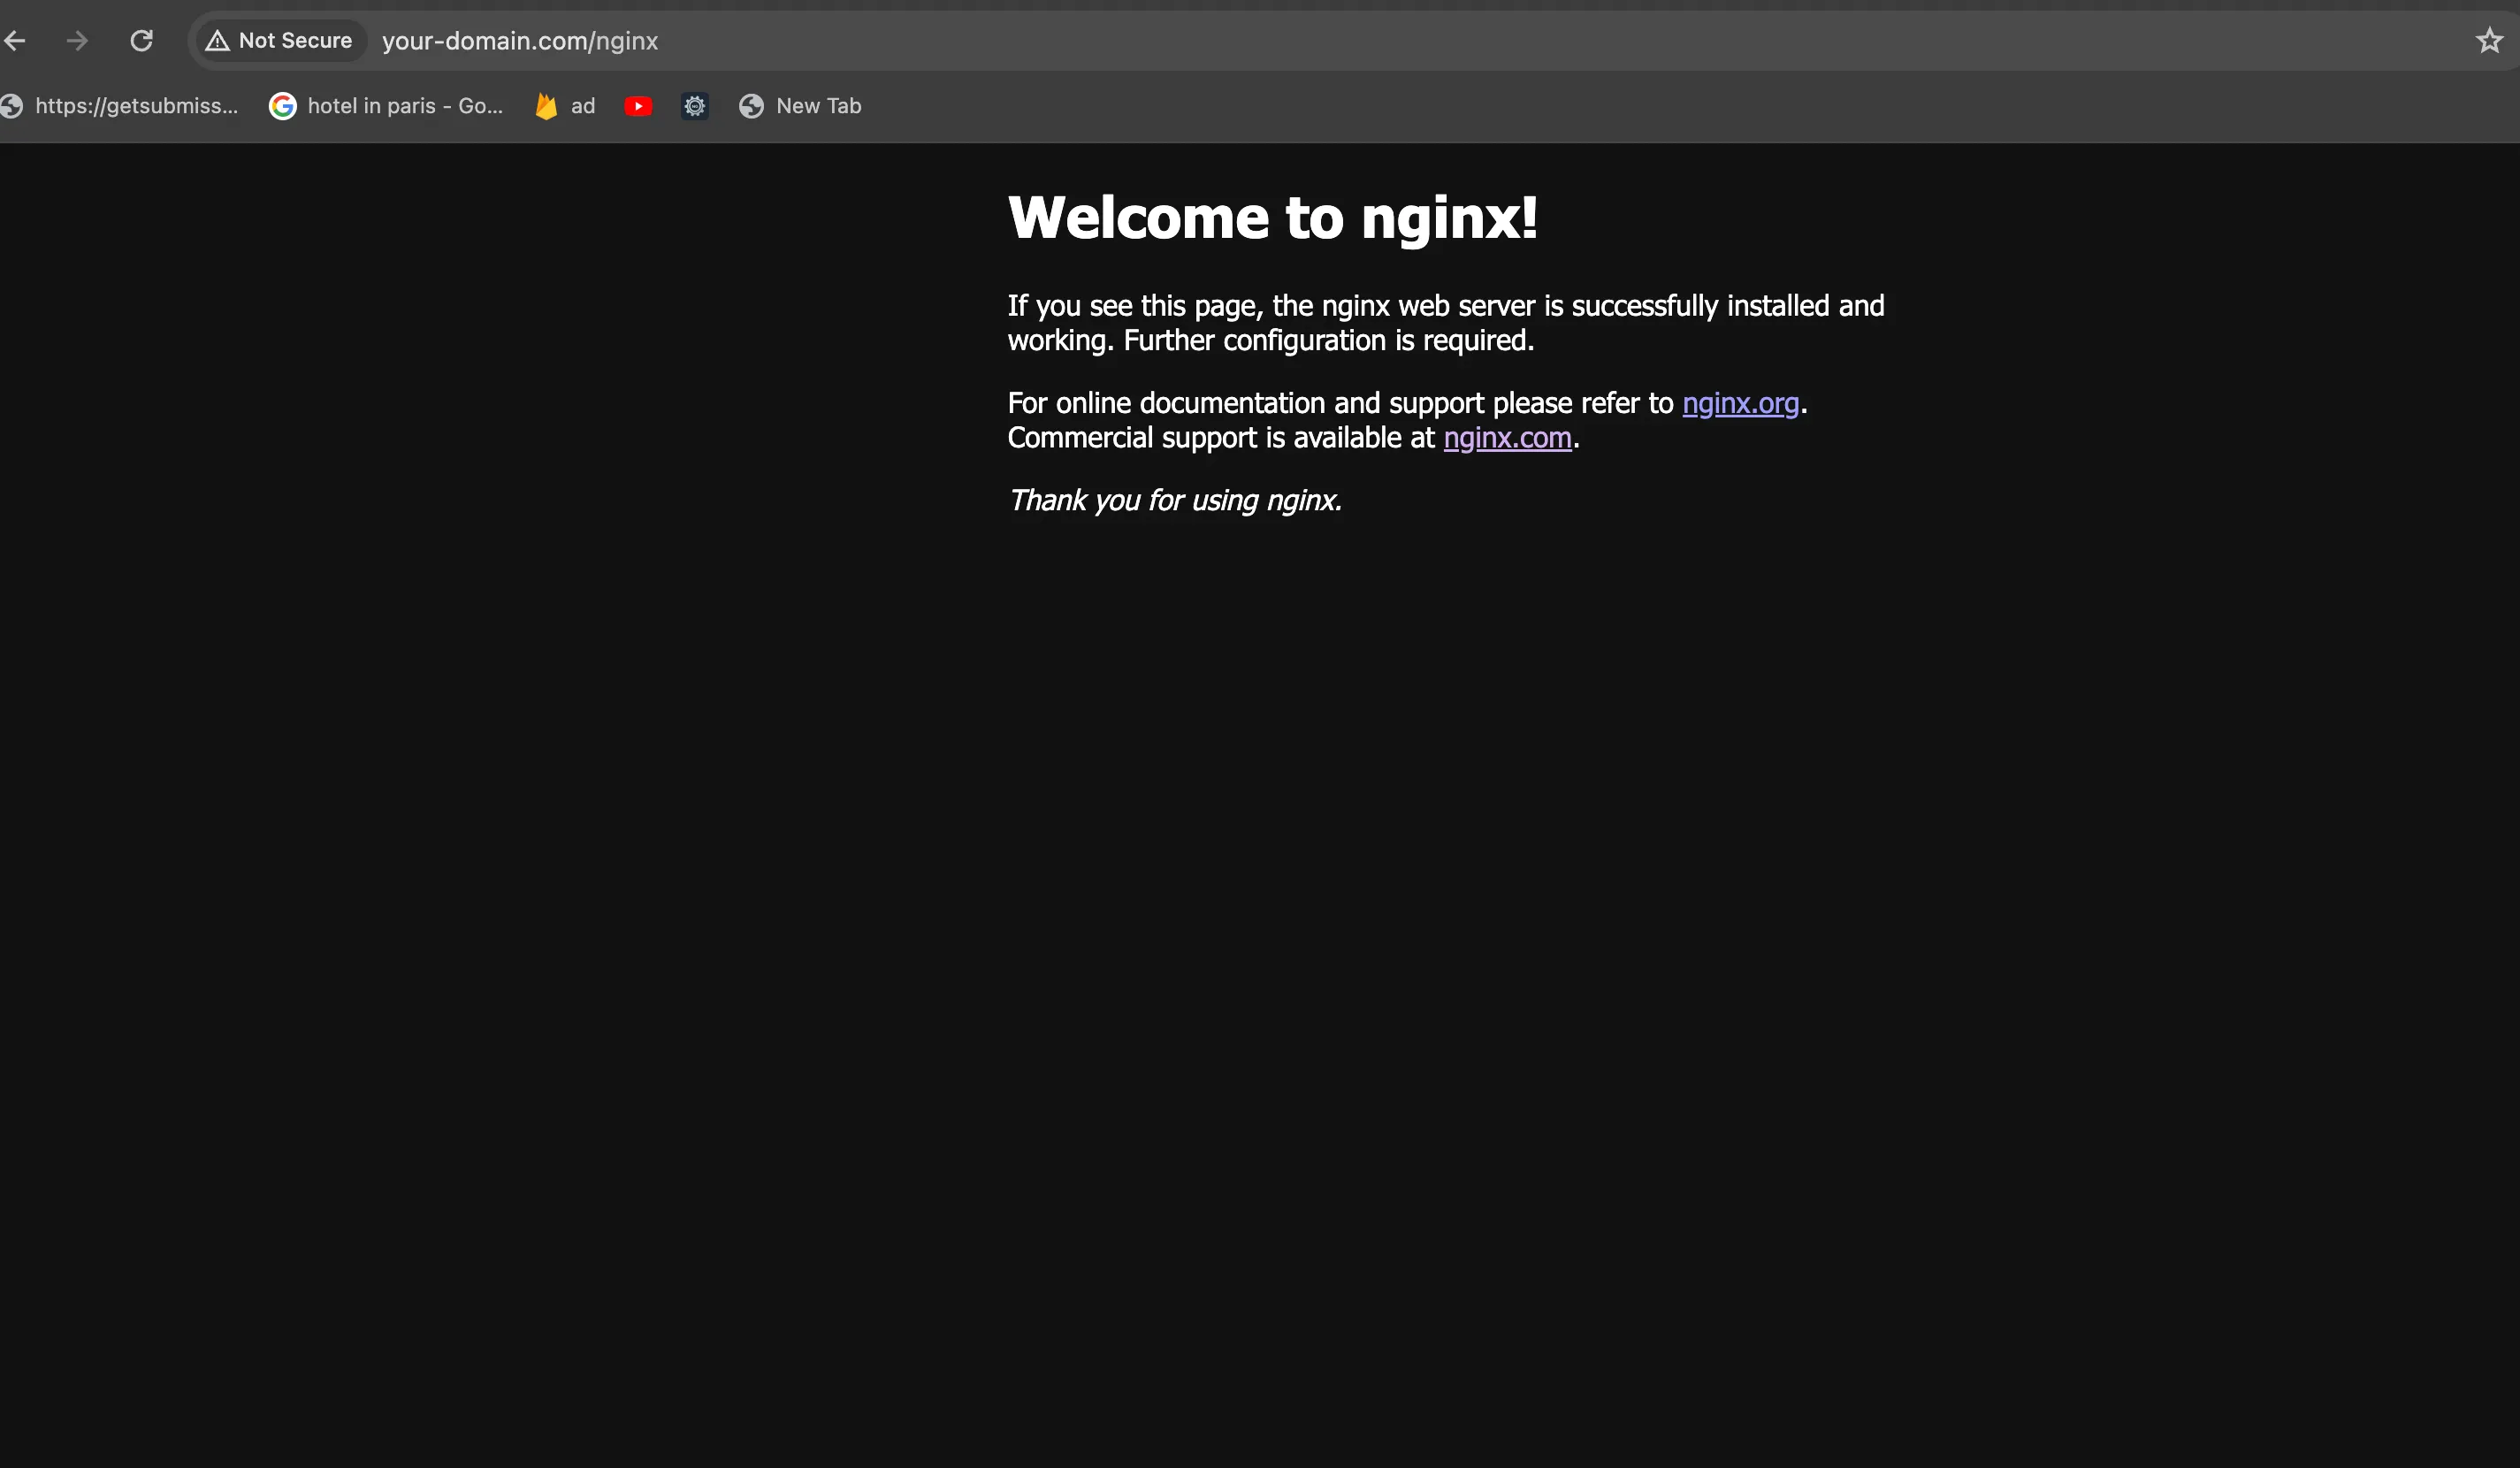 Not Secure your-domain.com/nginx
https://getsubmiss... hotel in paris - Go... ad New Tab
Welcome to nginx!
If you see this page, the nginx web server is successfully installed and
working. Further configuration is required.
For online documentation and support please refer to nginx.org.
Commercial support is available at nginx.com.
Thank you for using nginx.